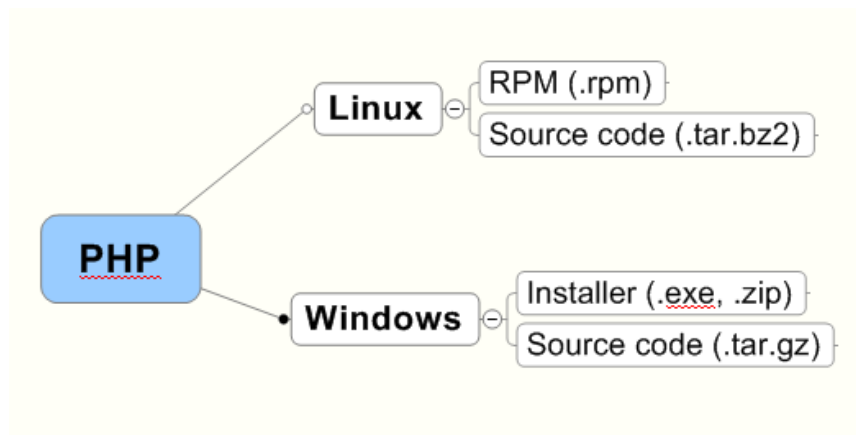 PHP
Linux
RPM (.rpm)
Source code (.tar.bz2)
Windows
Installer (.exe, .zip)
Source code (.tar.gz)